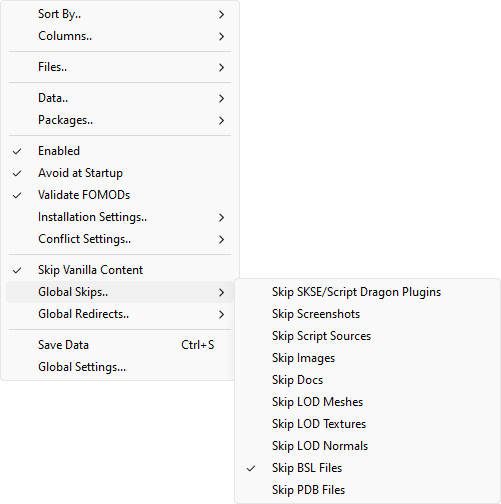 Sort By..
Columns..
Files..
Data..
Packages..
Enabled
Avoid at Startup
Validate FOMODs
Installation Settings..
Conflict Settings..
Skip Vanilla Content
Global Skips..
Global Redirects..
Save Data Ctrl+S
Global Settings...
Skip SKSE/Script Dragon Plugins
Skip Screenshots
Skip Script Sources
Skip Images
Skip Docs
Skip LOD Meshes
Skip LOD Textures
Skip LOD Normals
Skip BSL Files
Skip PDB Files